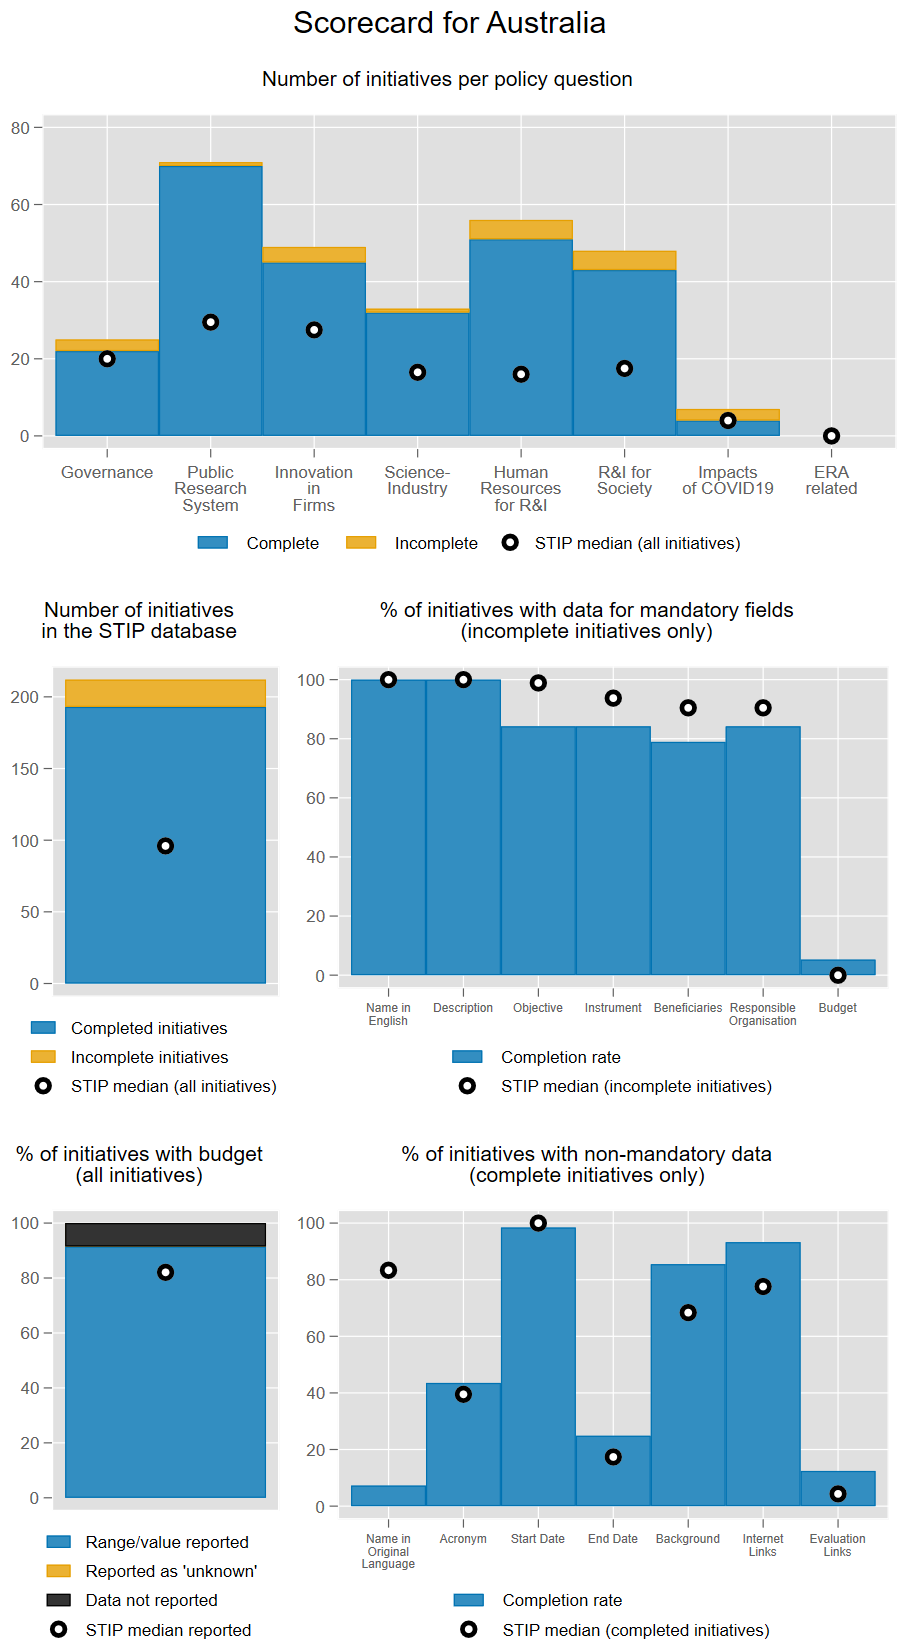 Scorecard for Australia
Number of initiatives per policy question
80
60
40
20
0
Governance
Public
Research
System
Innovation
in
Firms
Science-
Industry
Human
Resources
for R&I
R&I for
Society
Impacts
of COVID19
ERA
related
Complete
Incomplete
STIP median (all initiatives)
Number of initiatives
in the STIP database
200
150
100
50
0
Completed initiatives
Incomplete initiatives
STIP median (all initiatives)
% of initiatives with data for mandatory fields
(incomplete initiatives only)
100
80
60
40
20
0
Name in
English
Description
Objective
Instrument
Beneficiaries
Responsible
Organisation
Budget
Completion rate
STIP median (incomplete initiatives)
% of initiatives with budget
(all initiatives)
100
80
60
40
20
0
Range/value reported
Reported as 'unknown'
Data not reported
STIP median reported
% of initiatives with non-mandatory data
(complete initiatives only)
100
80
60
40
20
0
Name in
Original
Language
Acronym
Start Date
End Date
Background
Internet
Links
Evaluation
Links
Completion rate
STIP median (completed initiatives)